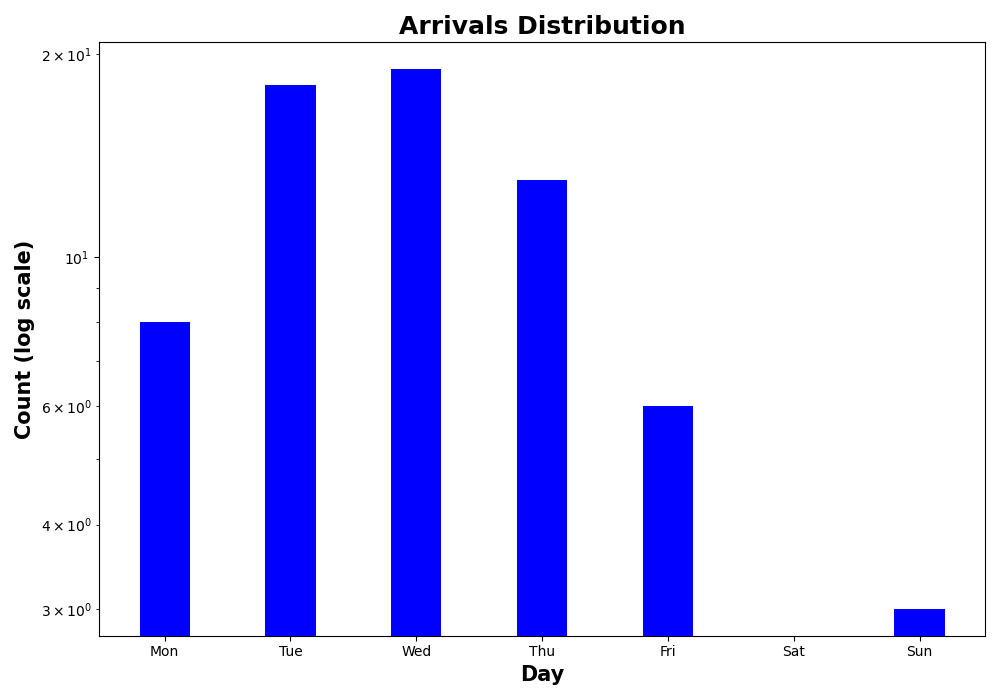 Arrivals Distribution
Count (log scale)
2 × 10¹
10¹
6 × 10⁰
4 × 10⁰
3 × 10⁰
Mon Tue Wed Thu Fri Sat Sun
Day